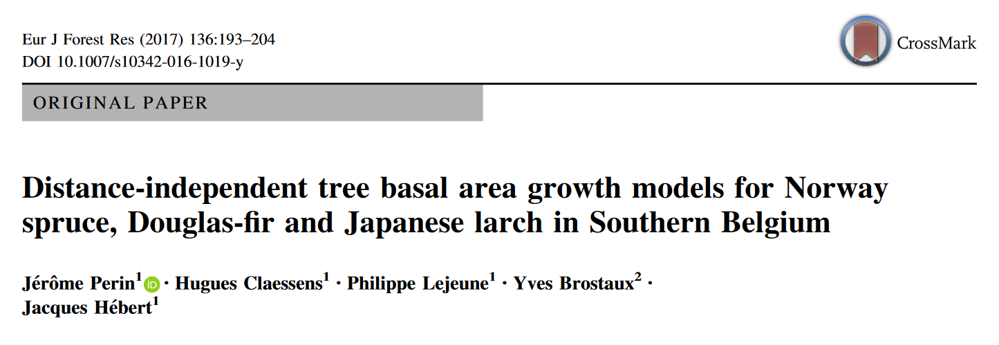 Eur J Forest Res (2017) 136:193–204
DOI 10.1007/s10342-016-1019-y
CrossMark
ORIGINAL PAPER
Distance-independent tree basal area growth models for Norway
spruce, Douglas-fir and Japanese larch in Southern Belgium
Jérôme Perin¹ iD · Hugues Claessens¹ · Philippe Lejeune¹ · Yves Brostaux² ·
Jacques Hébert¹